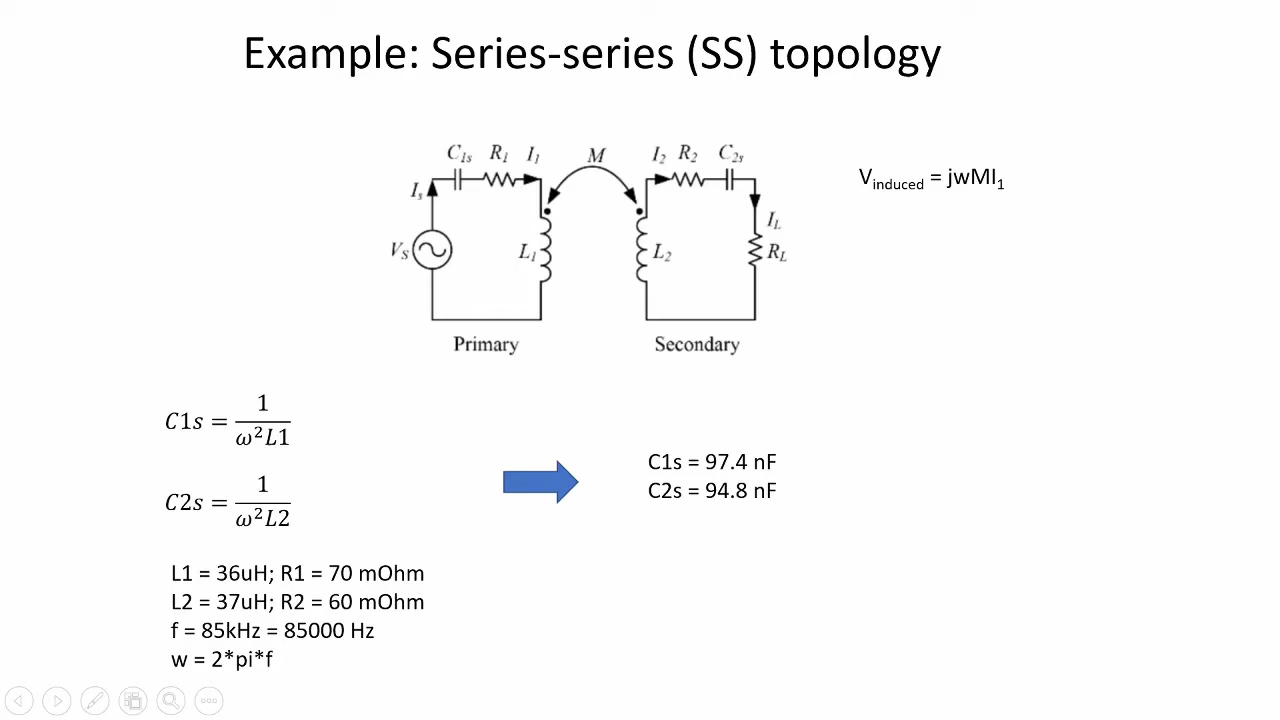 Example: Series-series (SS) topology
C1s R1 I1 M I2 R2 C2s
Vinduced = jwMI1
Is
IL
VS L1 L2 RL
Primary Secondary
C1s = 1/ω²L1
C2s = 1/ω²L2
C1s = 97.4 nF
C2s = 94.8 nF
L1 = 36uH; R1 = 70 mOhm
L2 = 37uH; R2 = 60 mOhm
f = 85kHz = 85000 Hz
w = 2*pi*f